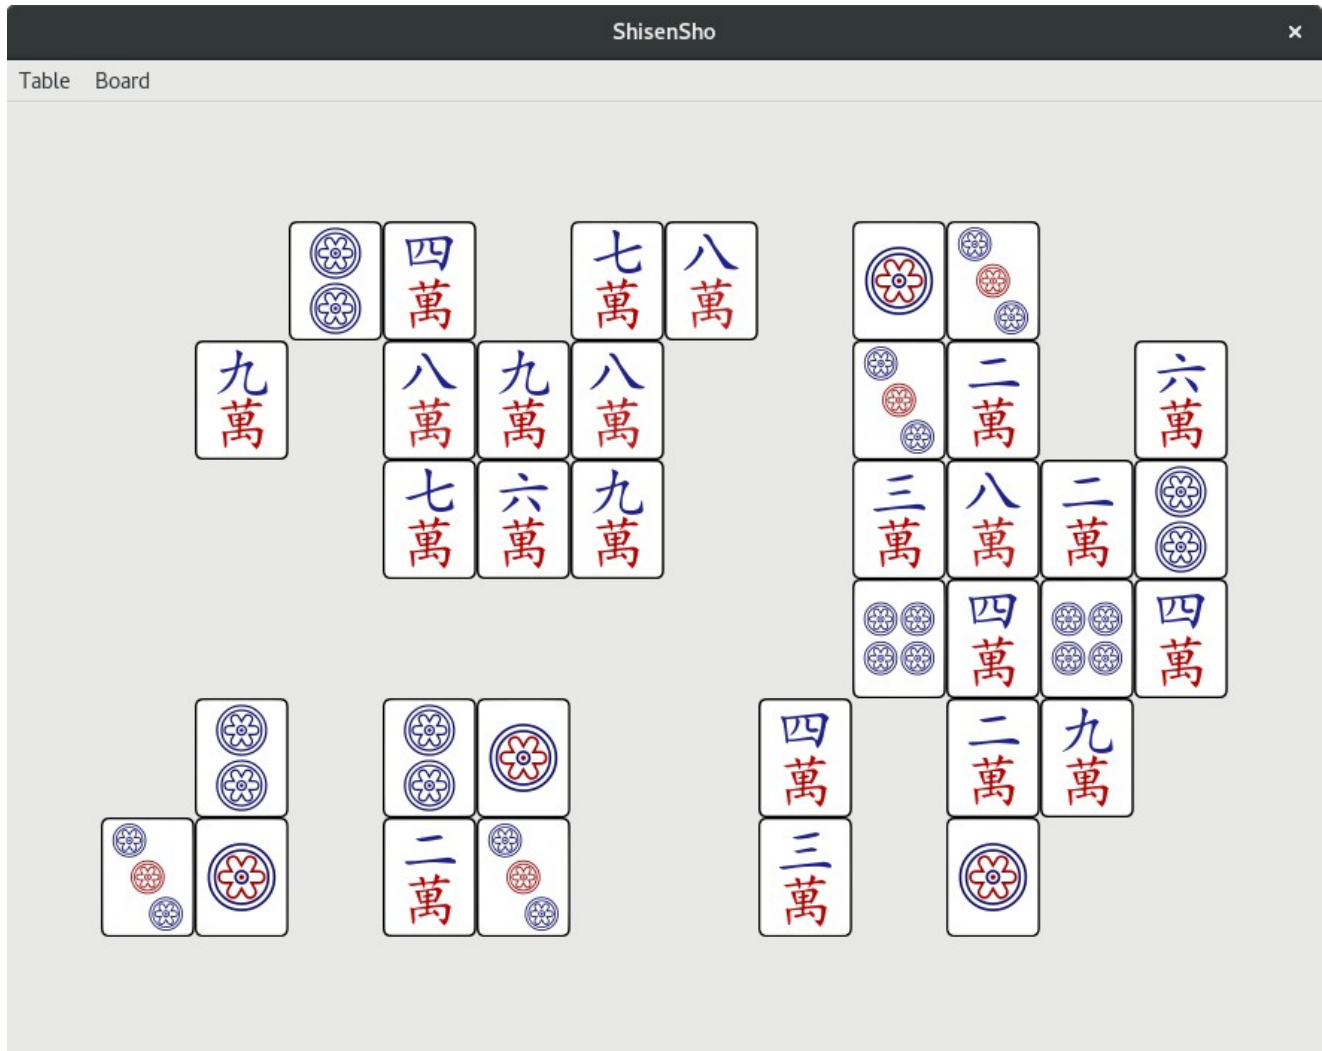 ShisenSho
Table Board
四 七 八
萬 萬 萬
九 八 九 八 二 六
萬 萬 萬 萬 萬 萬
七 六 九 三 八 二
萬 萬 萬 萬 萬 萬
四 四
萬 萬
四 二 九
萬 萬 萬
二 三
萬 萬